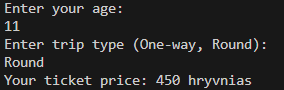 Enter your age:
11
Enter trip type (One-way, Round):
Round
Your ticket price: 450 hryvnias